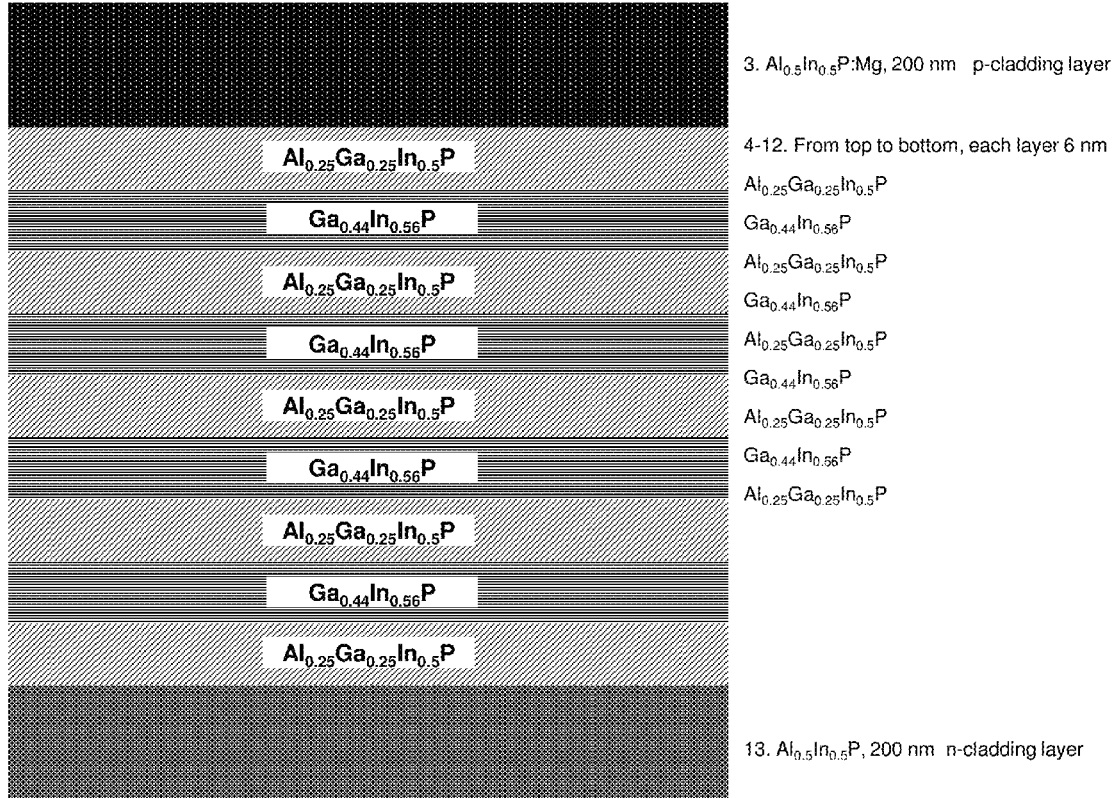 3. Al0.5In0.5P:Mg, 200 nm p-cladding layer
Al0.25Ga0.25In0.5P
Ga0.44In0.56P
Al0.25Ga0.25In0.5P
Ga0.44In0.56P
Al0.25Ga0.25In0.5P
Ga0.44In0.56P
Al0.25Ga0.25In0.5P
Ga0.44In0.56P
Al0.25Ga0.25In0.5P
4-12. From top to bottom, each layer 6 nm
Al0.25Ga0.25In0.5P
Ga0.44In0.56P
Al0.25Ga0.25In0.5P
Ga0.44In0.56P
Al0.25Ga0.25In0.5P
Ga0.44In0.56P
Al0.25Ga0.25In0.5P
Ga0.44In0.56P
Al0.25Ga0.25In0.5P
13. Al0.5In0.5P, 200 nm n-cladding layer